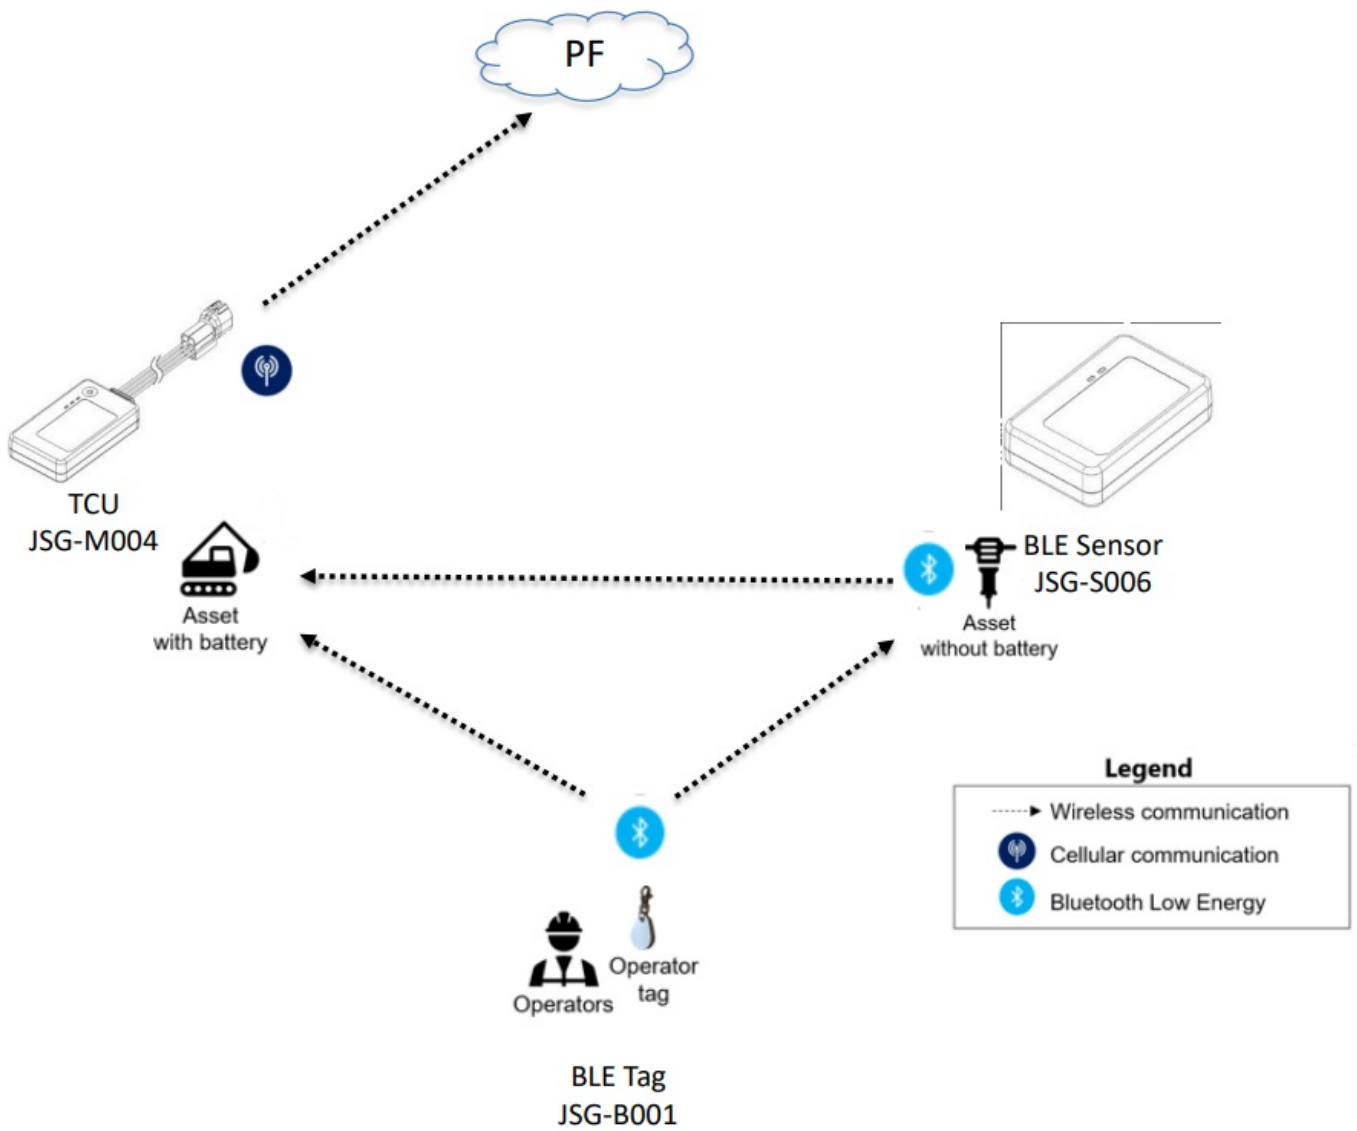 PF
TCU
JSG-M004
Asset
with battery
BLE Sensor
JSG-S006
Asset
without battery
Legend
Wireless communication
Cellular communication
Bluetooth Low Energy
Operators
Operator
tag
BLE Tag
JSG-B001